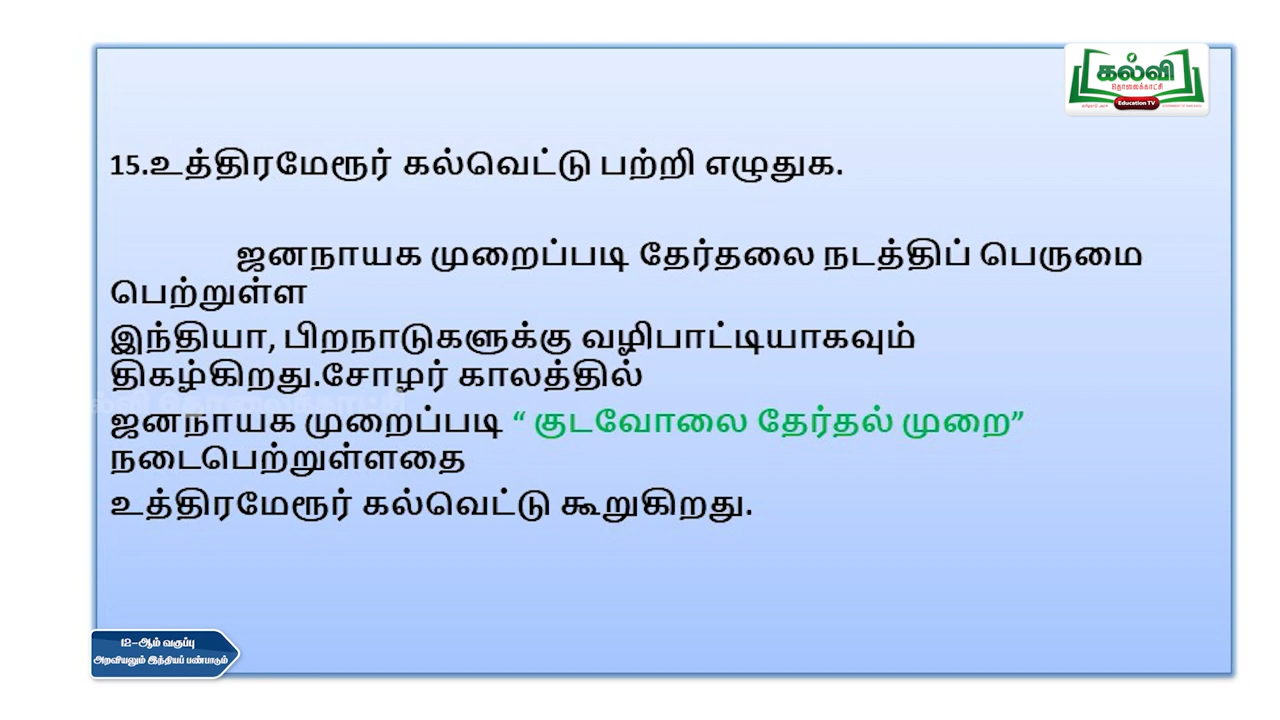 கல்வி
தொலைக்காட்சி
Education TV
15.உத்திரமேரூர் கல்வெட்டு பற்றி எழுதுக.
ஜனநாயக முறைப்படி தேர்தலை நடத்திப் பெருமை
பெற்றுள்ள
இந்தியா, பிறநாடுகளுக்கு வழிபாட்டியாகவும்
திகழ்கிறது.சோழர் காலத்தில்
ஜனநாயக முறைப்படி “ குடவோலை தேர்தல் முறை”
நடைபெற்றுள்ளதை
உத்திரமேரூர் கல்வெட்டு கூறுகிறது.
12-ஆம் வகுப்பு
அறவியலும் இந்தியப் பண்பாடும்